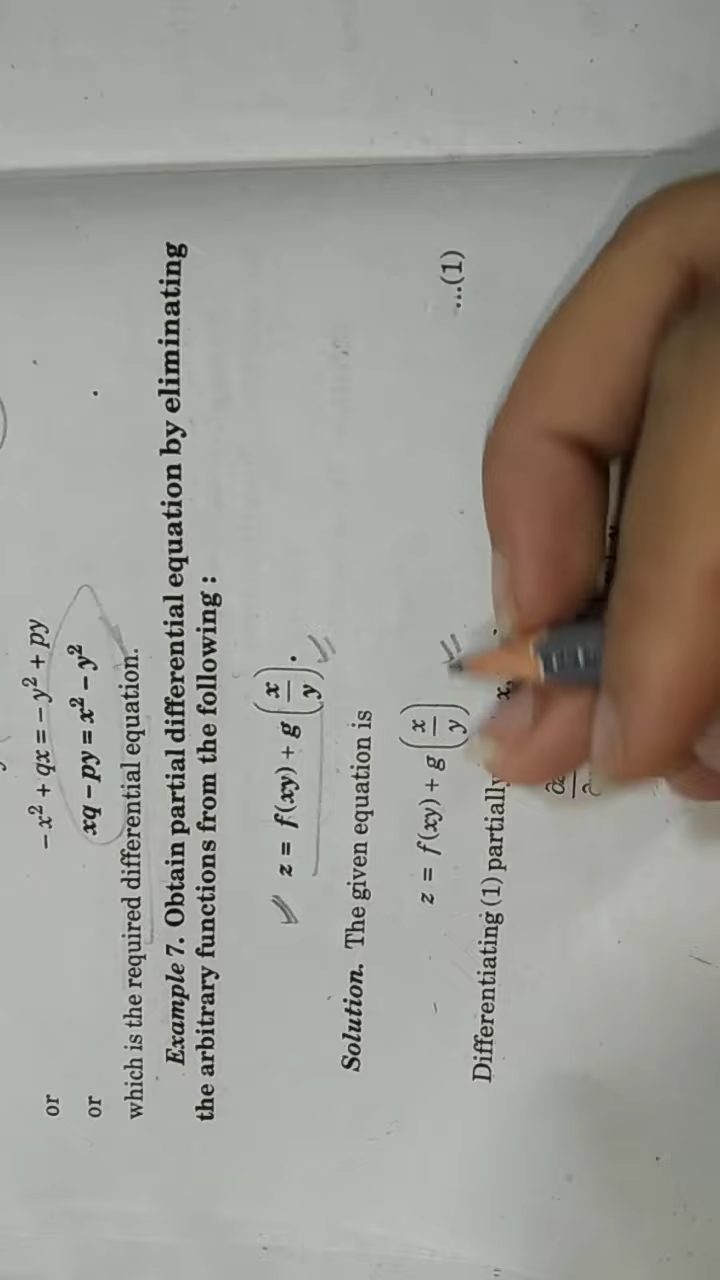 or − x² + qx = − y² + py
or xq − py = x² − y²
which is the required differential equation.
Example 7. Obtain partial differential equation by eliminating
the arbitrary functions from the following :
z = f(xy) + g(x/y).
Solution. The given equation is
z = f(xy) + g(x/y) ...(1)
Differentiating (1) partially